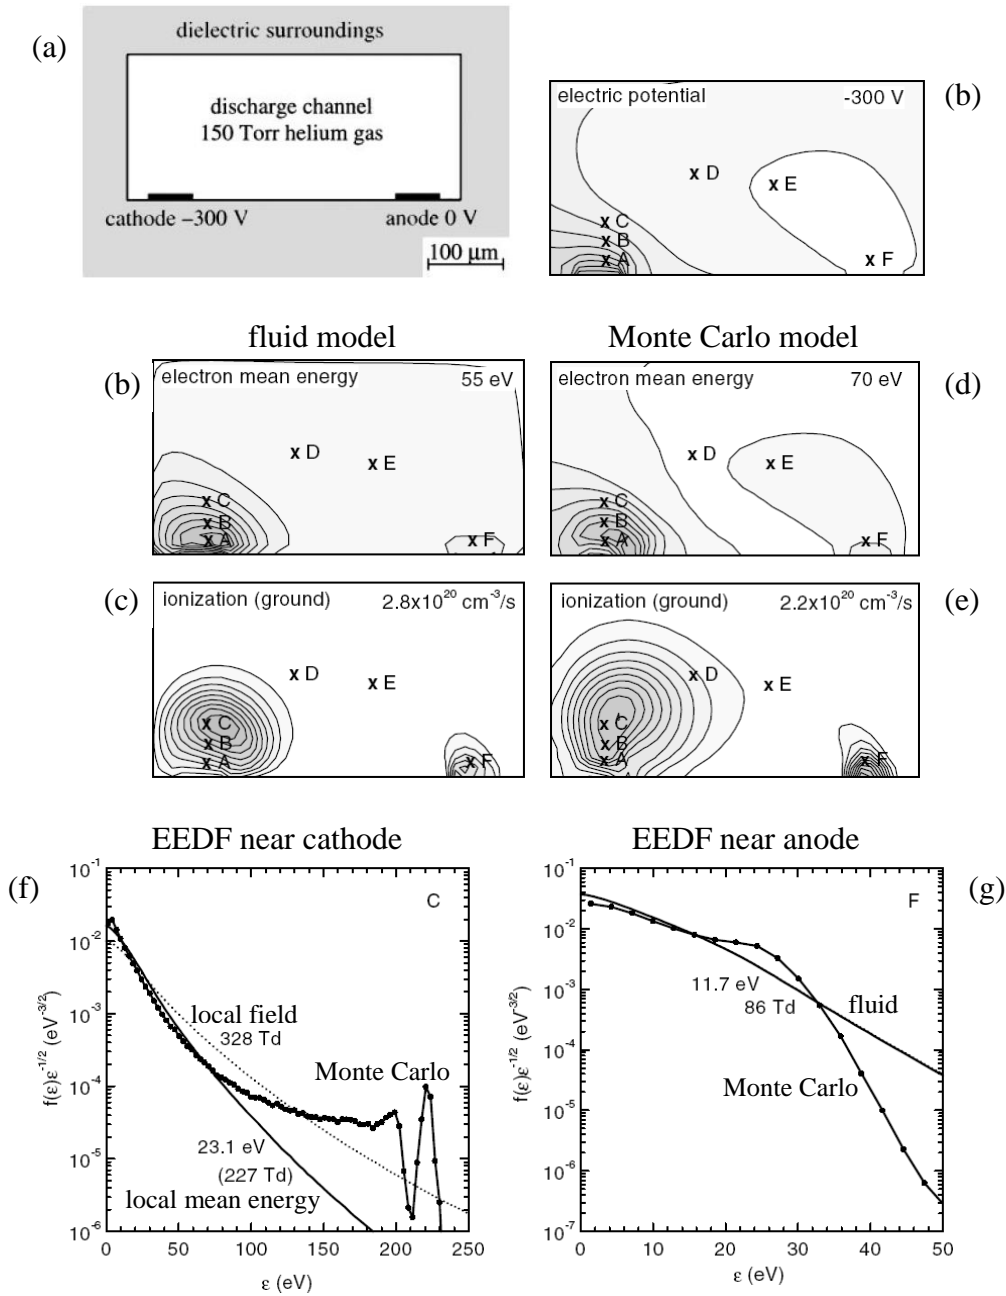 (a)
dielectric surroundings
discharge channel
150 Torr helium gas
cathode –300 V
anode 0 V
100 µm
electric potential
-300 V
(b)
x D
x E
x C
x B
x A
x F
fluid model
Monte Carlo model
(b)
electron mean energy
55 eV
x D
x E
x C
x B
x A
x F
electron mean energy
70 eV
(d)
x D
x E
x C
x B
x A
x F
(c)
ionization (ground)
2.8x10²⁰ cm⁻³/s
x D
x E
x C
x B
x A
x F
ionization (ground)
2.2x10²⁰ cm⁻³/s
(e)
x D
x E
x C
x B
x A
x F
EEDF near cathode
EEDF near anode
(f)
10⁻¹
10⁻²
10⁻³
10⁻⁴
10⁻⁵
10⁻⁶
f(ε)ε⁻¹/² (eV⁻³/²)
C
local field
328 Td
Monte Carlo
23.1 eV
(227 Td)
local mean energy
0 50 100 150 200 250
ε (eV)
(g)
10⁻¹
10⁻²
10⁻³
10⁻⁴
10⁻⁵
10⁻⁶
10⁻⁷
f(ε)ε⁻¹/² (eV⁻³/²)
F
11.7 eV
86 Td
fluid
Monte Carlo
0 10 20 30 40 50
ε (eV)